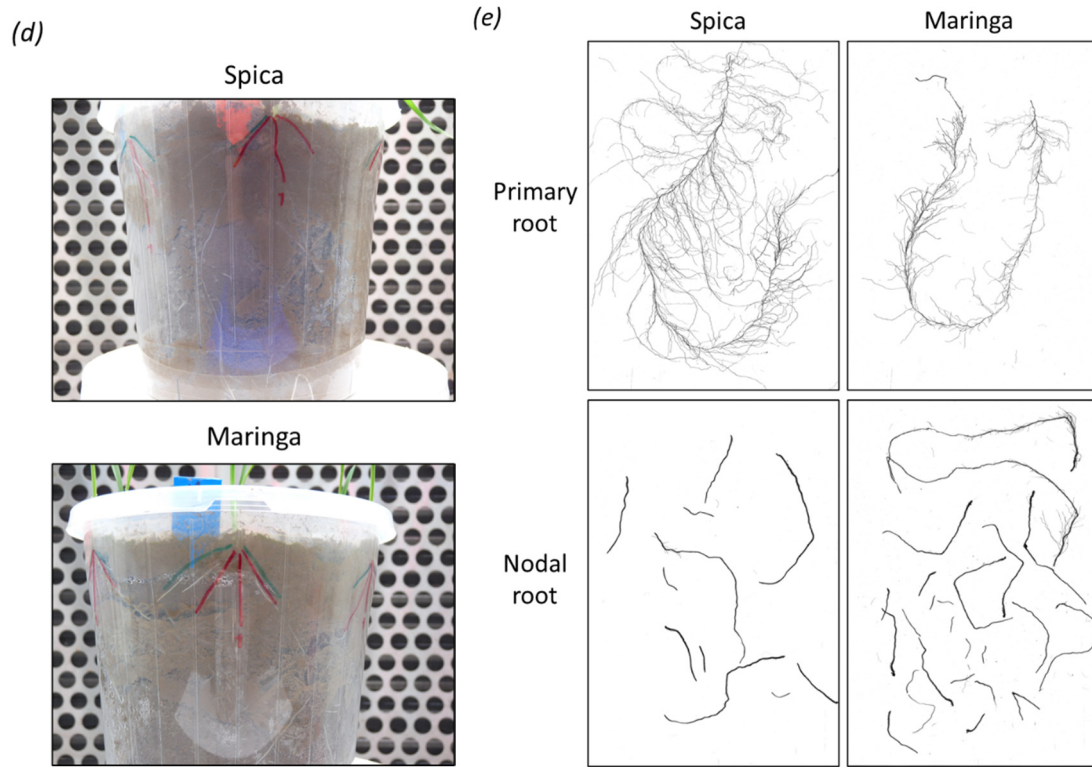 (d)
Spica
Maringa
(e)
Spica
Maringa
Primary
root
Nodal
root